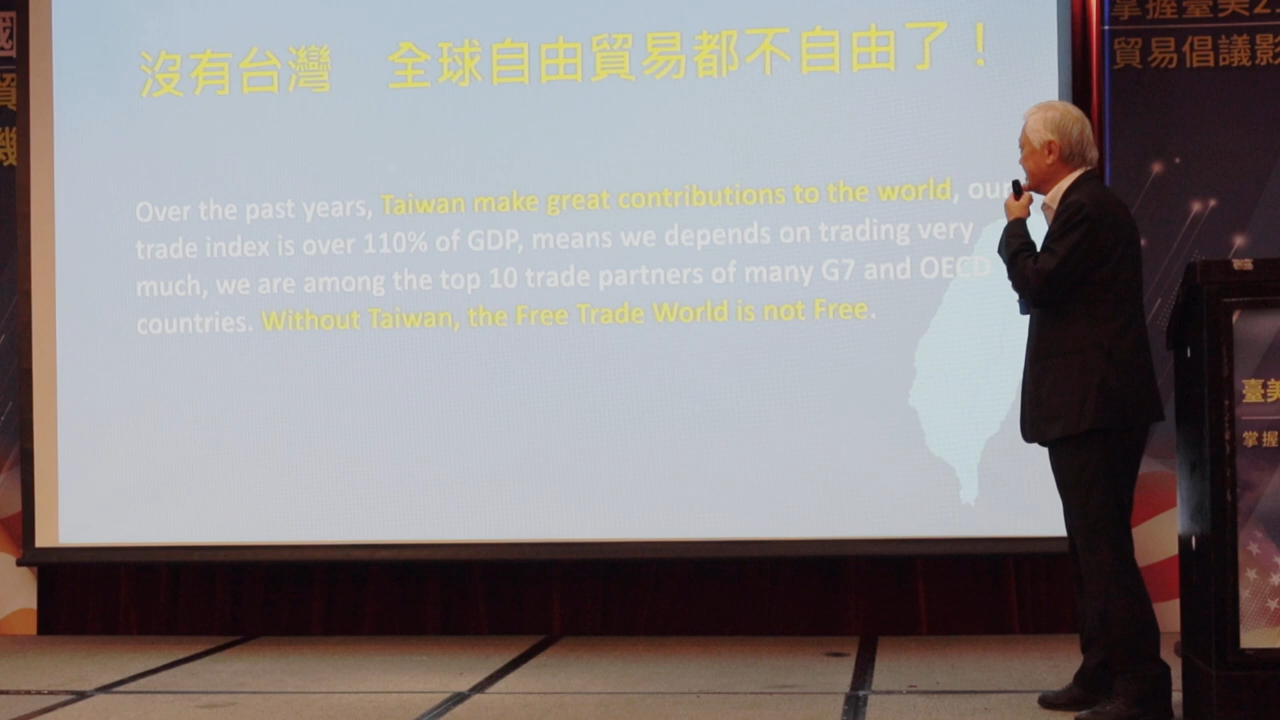 沒有台灣 全球自由貿易都不自由了！
Over the past years, Taiwan make great contributions to the world, our
trade index is over 110% of GDP, means we depends on trading very
much, we are among the top 10 trade partners of many G7 and OECD
countries. Without Taiwan, the Free Trade World is not Free.
掌握臺美2
貿易倡議影
國
貿
機
臺美
掌握